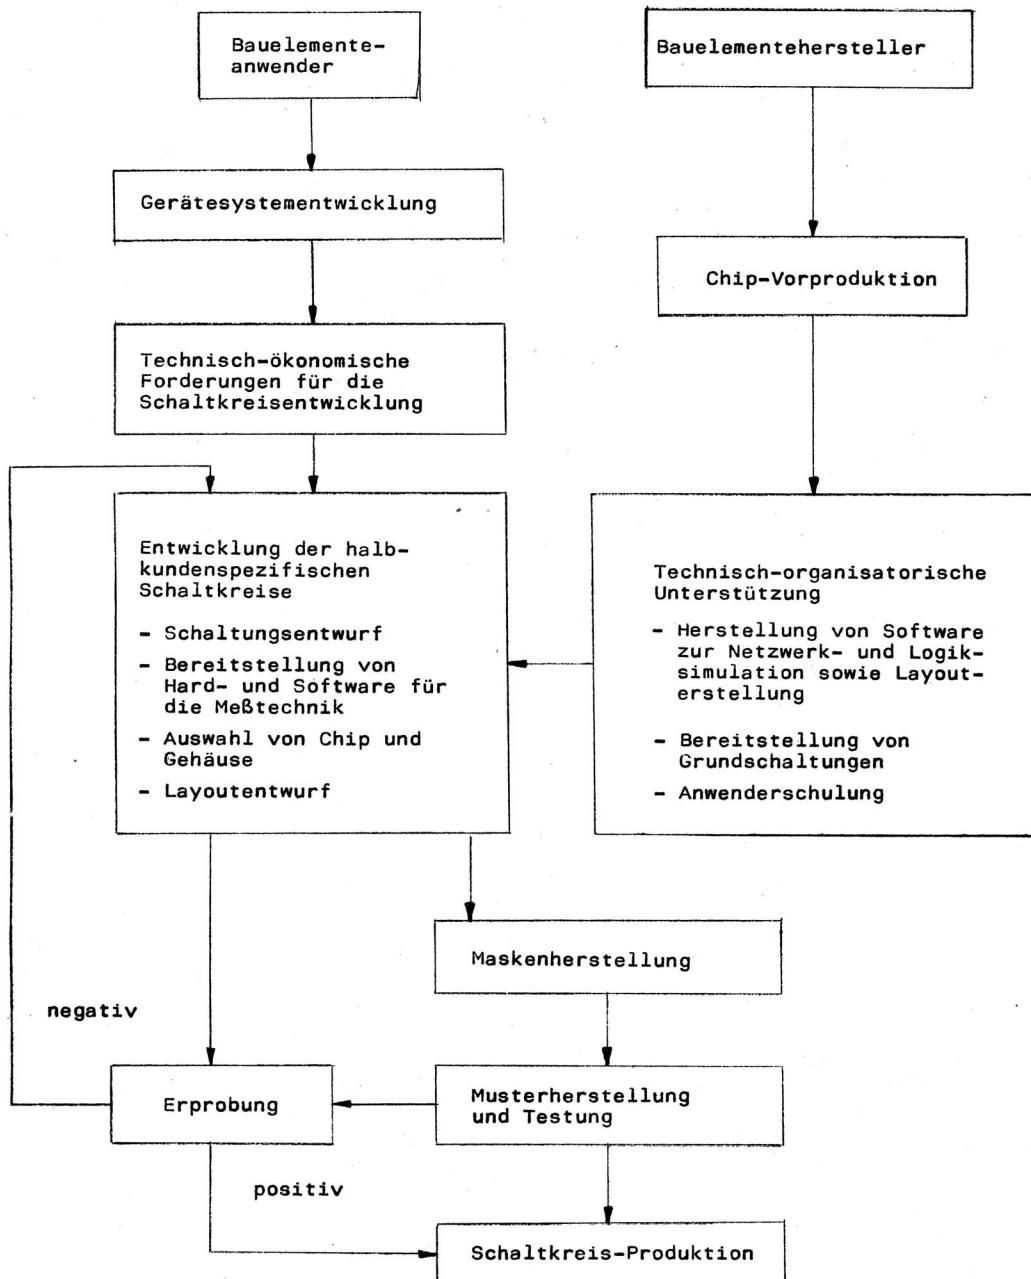 Bauelemente-
anwender
Bauelementehersteller
Gerätesystementwicklung
Chip-Vorproduktion
Technisch-ökonomische
Forderungen für die
Schaltkreisentwicklung
Entwicklung der halb-
kundenspezifischen
Schaltkreise
- Schaltungsentwurf
- Bereitstellung von
Hard- und Software für
die Meßtechnik
- Auswahl von Chip und
Gehäuse
- Layoutentwurf
Technisch-organisatorische
Unterstützung
- Herstellung von Software
zur Netzwerk- und Logik-
simulation sowie Layout-
erstellung
- Bereitstellung von
Grundschaltungen
- Anwenderschulung
Maskenherstellung
negativ
Erprobung
Musterherstellung
und Testung
positiv
Schaltkreis-Produktion